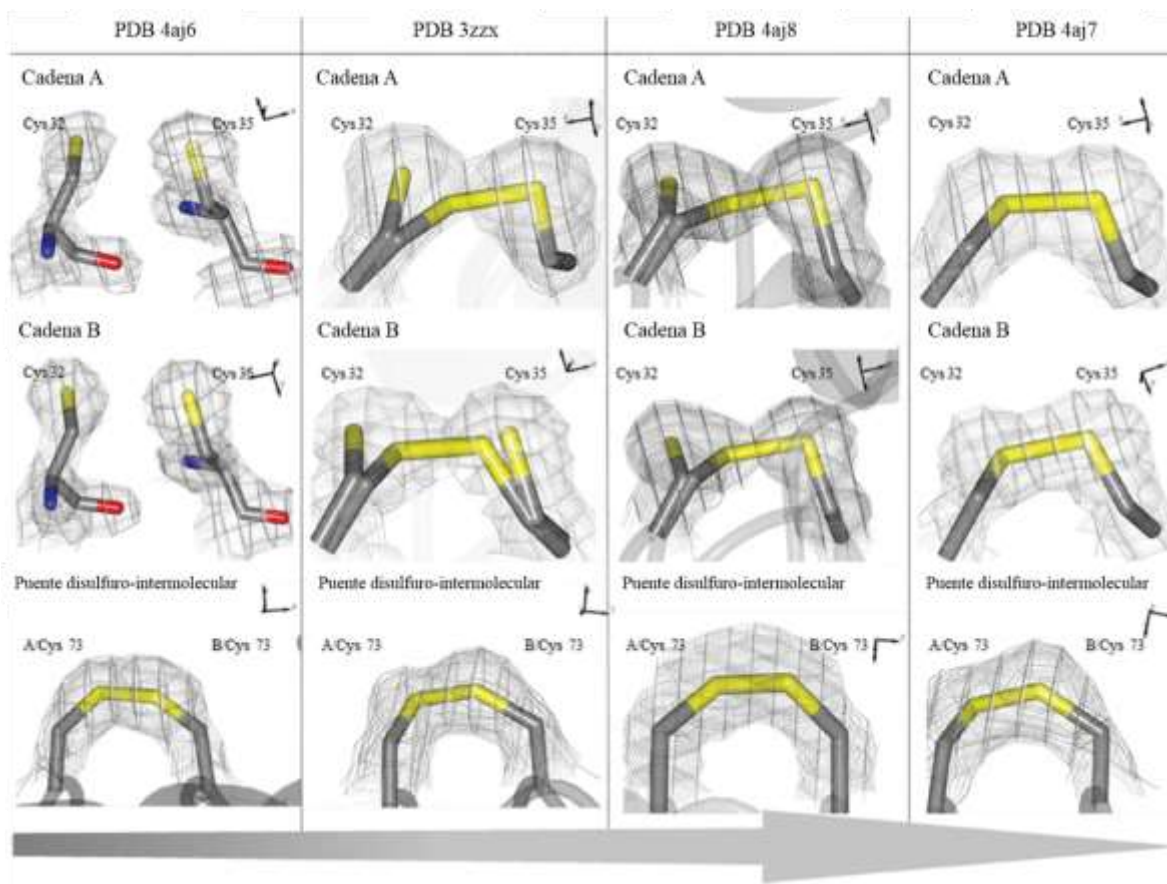 PDB 4aj6 PDB 3zzx PDB 4aj8 PDB 4aj7
Cadena A Cadena A Cadena A Cadena A
Cys 32 Cys 35 Cys 32 Cys 35 Cys 32 Cys 35 Cys 32 Cys 35
Cadena B Cadena B Cadena B Cadena B
Cys 32 Cys 35 Cys 32 Cys 35 Cys 32 Cys 35 Cys 32 Cys 35
Puente disulfuro-intermolecular Puente disulfuro-intermolecular Puente disulfuro-intermolecular Puente disulfuro-intermolecular
A/Cys 73 B/Cys 73 A/Cys 73 B/Cys 73 A/Cys 73 B/Cys 73 A/Cys 73 B/Cys 73